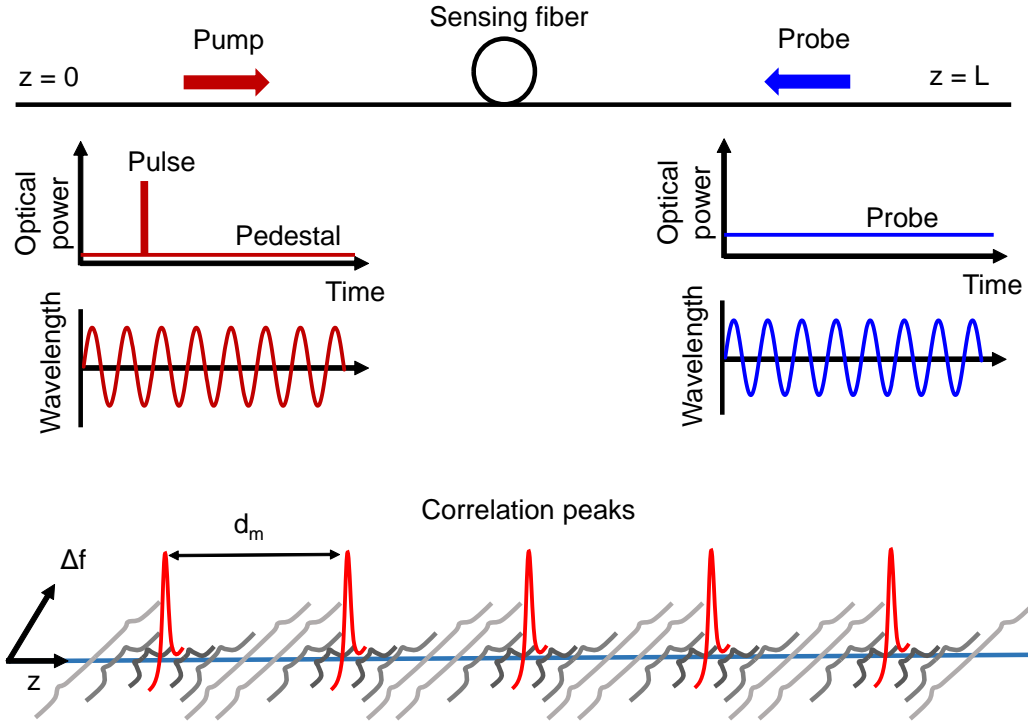 Sensing fiber
Pump
Probe
z = 0
z = L
Optical
power
Pulse
Pedestal
Time
Wavelength
Optical
power
Probe
Time
Wavelength
Correlation peaks
dₘ
Δf
z